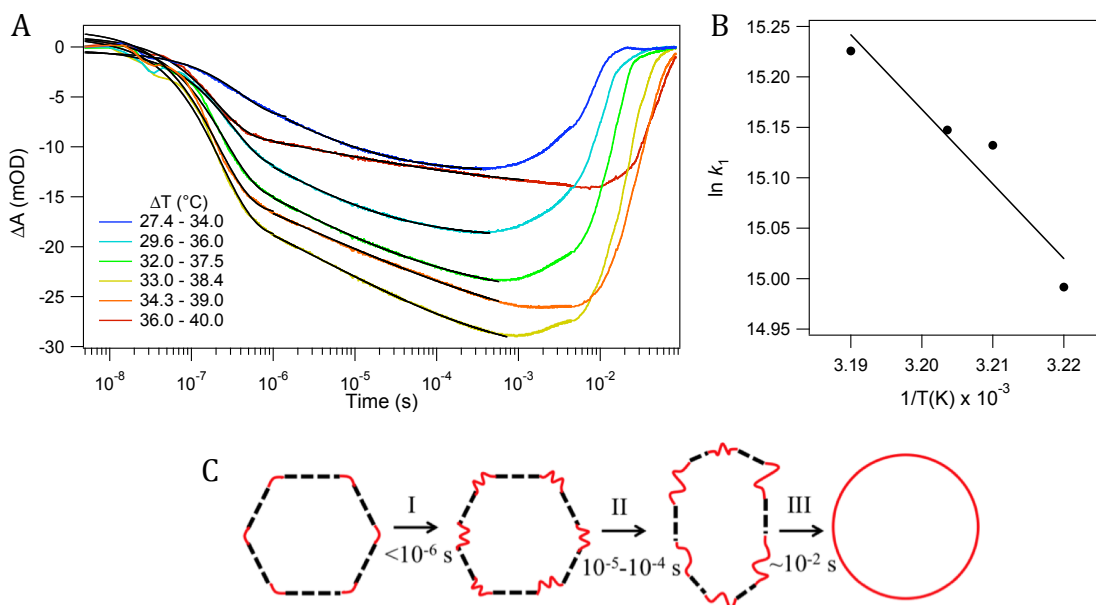 A
0
-5
-10
-15
-20
-25
-30
ΔA (mOD)
ΔT (°C)
27.4 - 34.0
29.6 - 36.0
32.0 - 37.5
33.0 - 38.4
34.3 - 39.0
36.0 - 40.0
10⁻⁸ 10⁻⁷ 10⁻⁶ 10⁻⁵ 10⁻⁴ 10⁻³ 10⁻²
Time (s)
B
15.25
15.20
15.15
15.10
15.05
15.00
14.95
ln k₁
3.19 3.20 3.21 3.22
1/T(K) x 10⁻³
C
I
<10⁻⁶ s
II
10⁻⁵-10⁻⁴ s
III
~10⁻² s